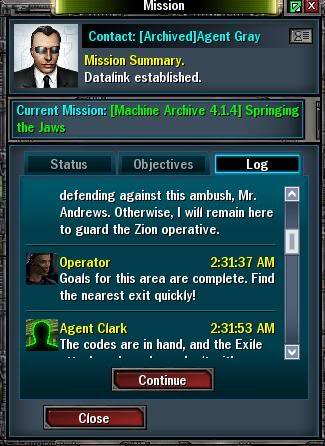 Mission
Contact: [Archived]Agent Gray
Mission Summary.
Datalink established.
Current Mission: [Machine Archive 4.1.4] Springing
the Jaws
Status
Objectives
Log
defending against this ambush, Mr.
Andrews. Otherwise, I will remain here
to guard the Zion operative.
Operator 2:31:37 AM
Goals for this area are complete. Find
the nearest exit quickly!
Agent Clark 2:31:53 AM
The codes are in hand, and the Exile
Continue
Close